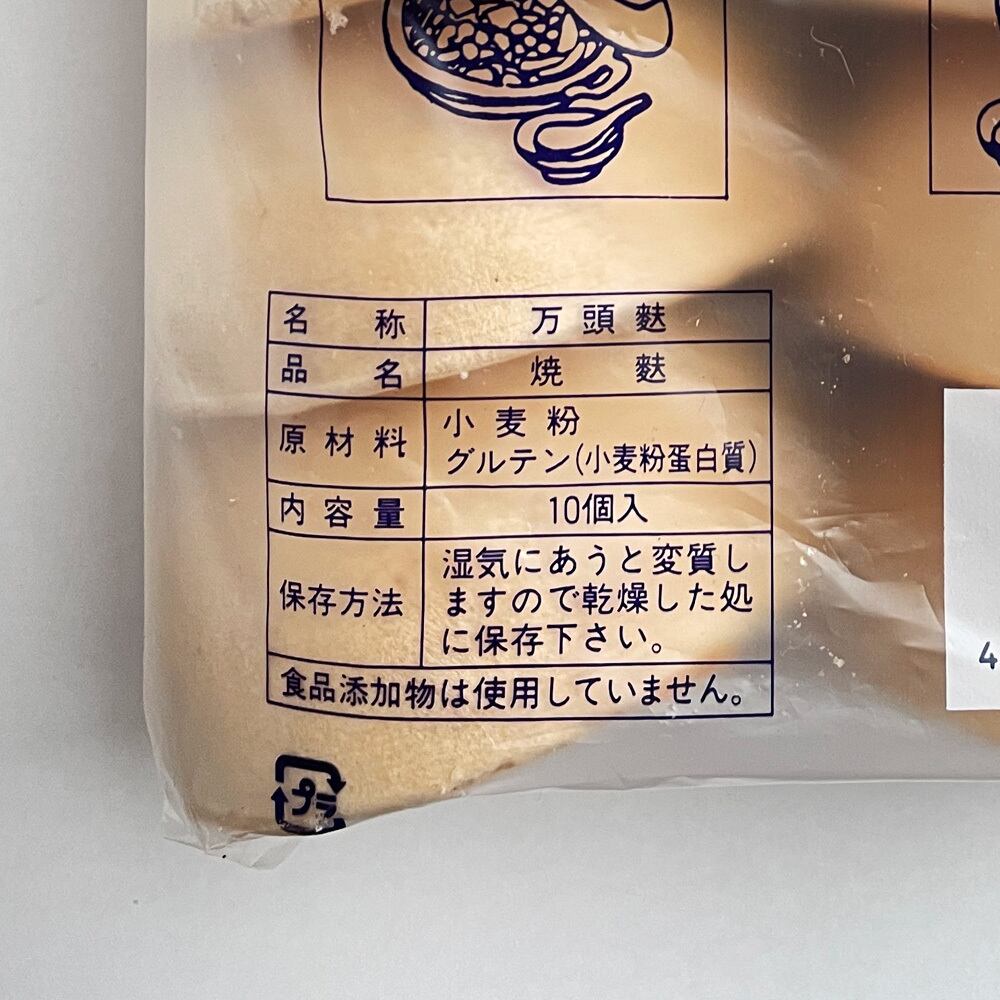 名称 万頭麩
品名 焼麩
原材料 小麦粉
グルテン(小麦粉蛋白質)
内容量 10個入
保存方法 湿気にあうと変質し
ますので乾燥した処
に保存下さい。
食品添加物は使用していません。
プラ
4